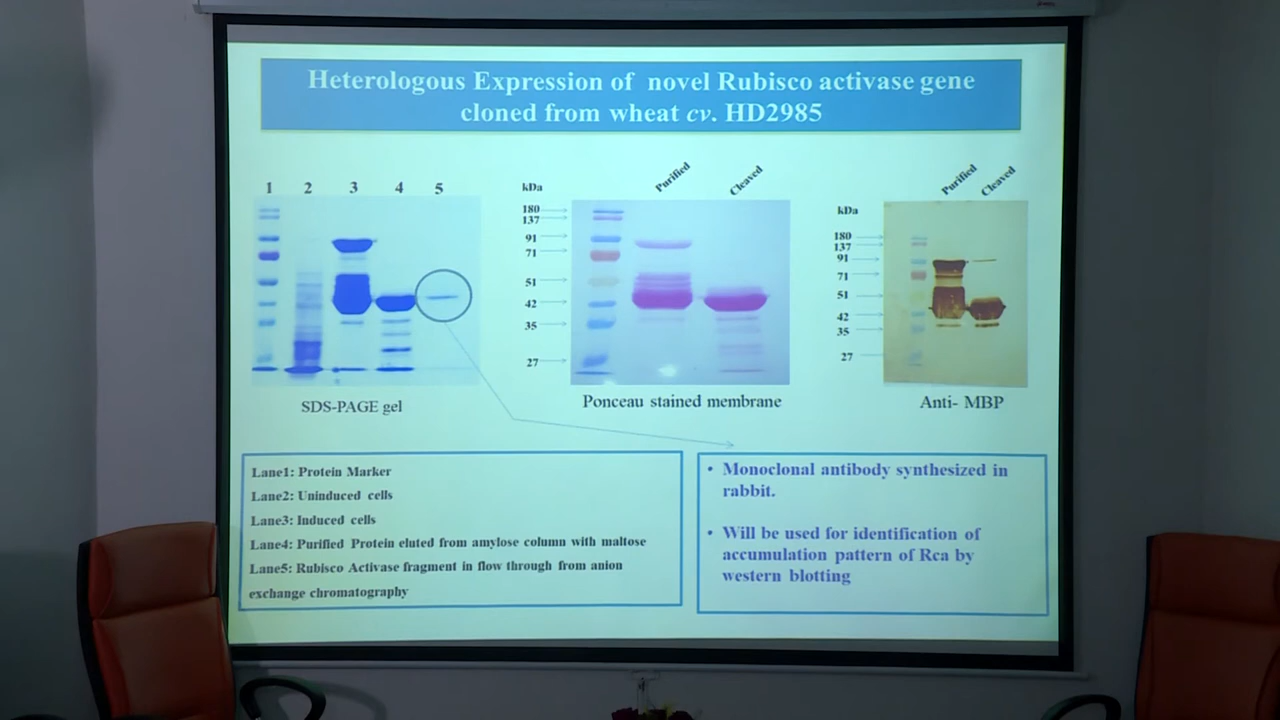 Heterologous Expression of novel Rubisco activase gene
cloned from wheat cv. HD2985
1 2 3 4 5
SDS-PAGE gel
kDa
Purified
Cleaved
180
137
91
71
51
42
35
27
Ponceau stained membrane
kDa
Purified
Cleaved
180
137
91
71
51
42
35
27
Anti- MBP
Lane1: Protein Marker
Lane2: Uninduced cells
Lane3: Induced cells
Lane4: Purified Protein eluted from amylose column with maltose
Lane5: Rubisco Activase fragment in flow through from anion
exchange chromatography
• Monoclonal antibody synthesized in
rabbit.
• Will be used for identification of
accumulation pattern of Rca by
western blotting